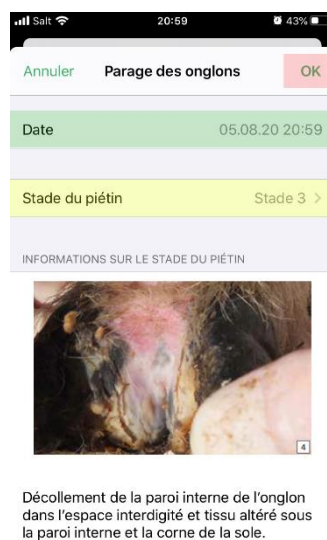 Salt 20:59 43%
Annuler Parage des onglons OK
Date 05.08.20 20:59
Stade du piétin Stade 3 >
INFORMATIONS SUR LE STADE DU PIÉTIN
4
Décollement de la paroi interne de l'onglon
dans l'espace interdigité et tissu altéré sous
la paroi interne et la corne de la sole.